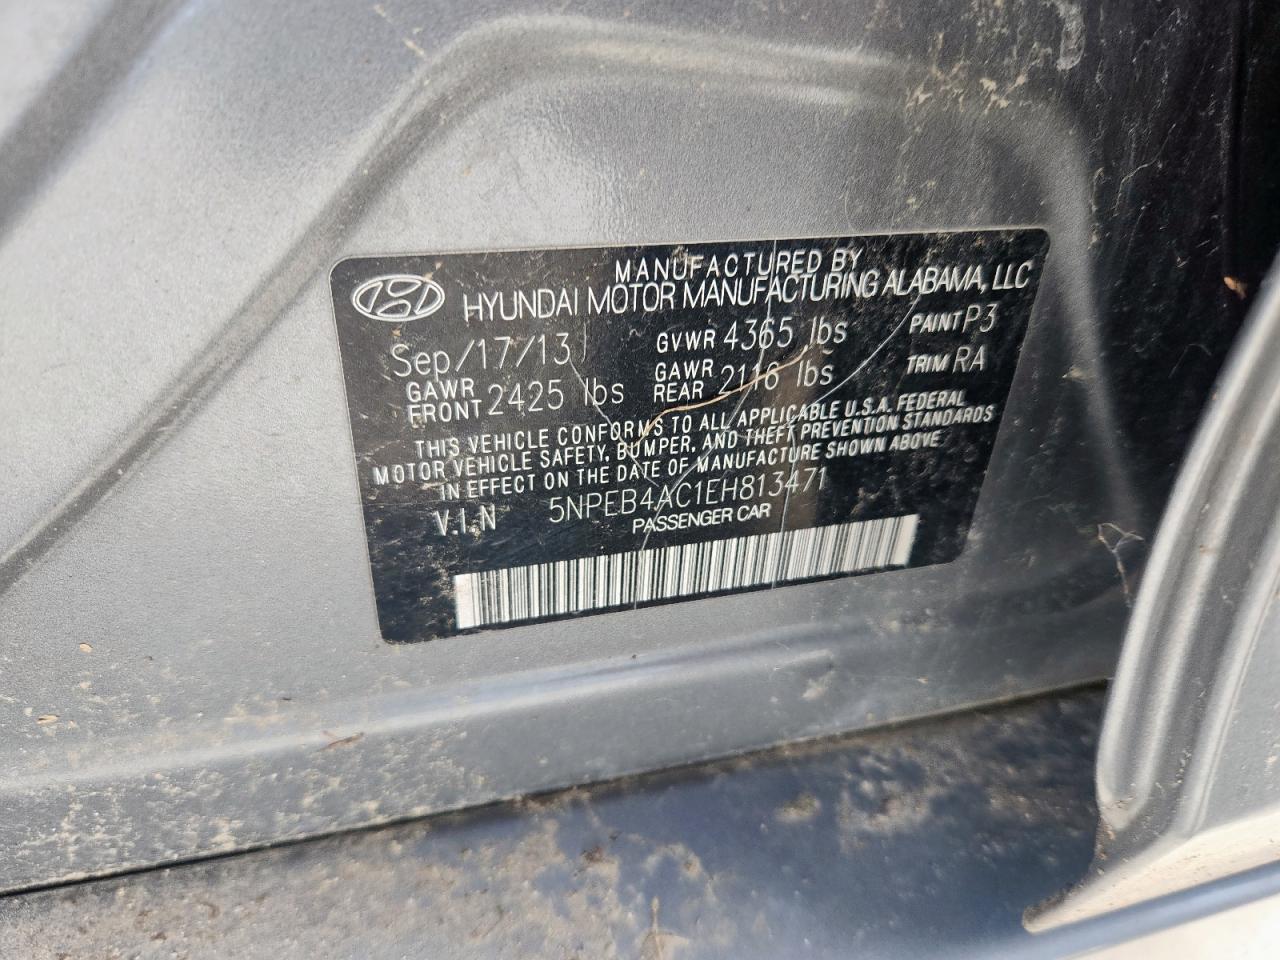 MANUFACTURED BY
HYUNDAI MOTOR MANUFACTURING ALABAMA, LLC
Sep/17/13 GVWR 4365 lbs PAINT P3
GAWR FRONT 2425 lbs GAWR REAR 2116 lbs TRIM RA
THIS VEHICLE CONFORMS TO ALL APPLICABLE U.S.A. FEDERAL
MOTOR VEHICLE SAFETY, BUMPER, AND THEFT PREVENTION STANDARDS
IN EFFECT ON THE DATE OF MANUFACTURE SHOWN ABOVE
V.I.N 5NPEB4AC1EH813471
PASSENGER CAR